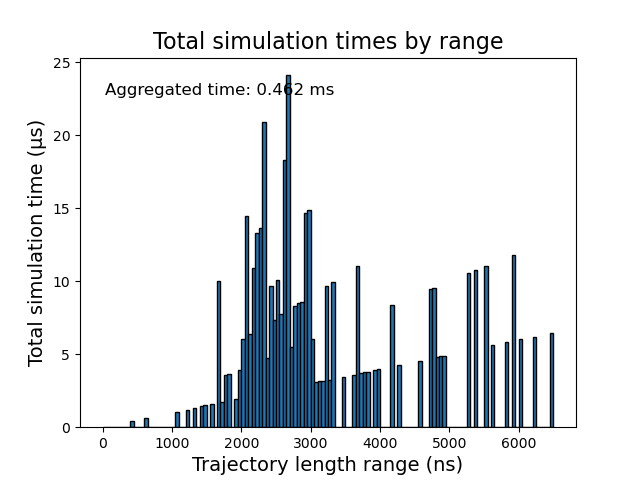 Total simulation times by range
Aggregated time: 0.462 ms
Total simulation time (µs)
25
20
15
10
5
0
0 1000 2000 3000 4000 5000 6000
Trajectory length range (ns)